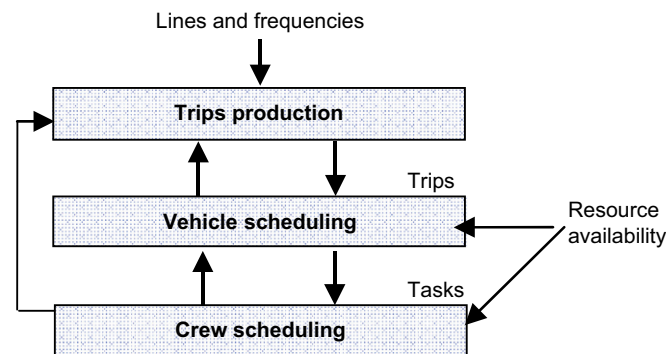 Lines and frequencies
Trips production
Trips
Vehicle scheduling
Resource
availability
Tasks
Crew scheduling